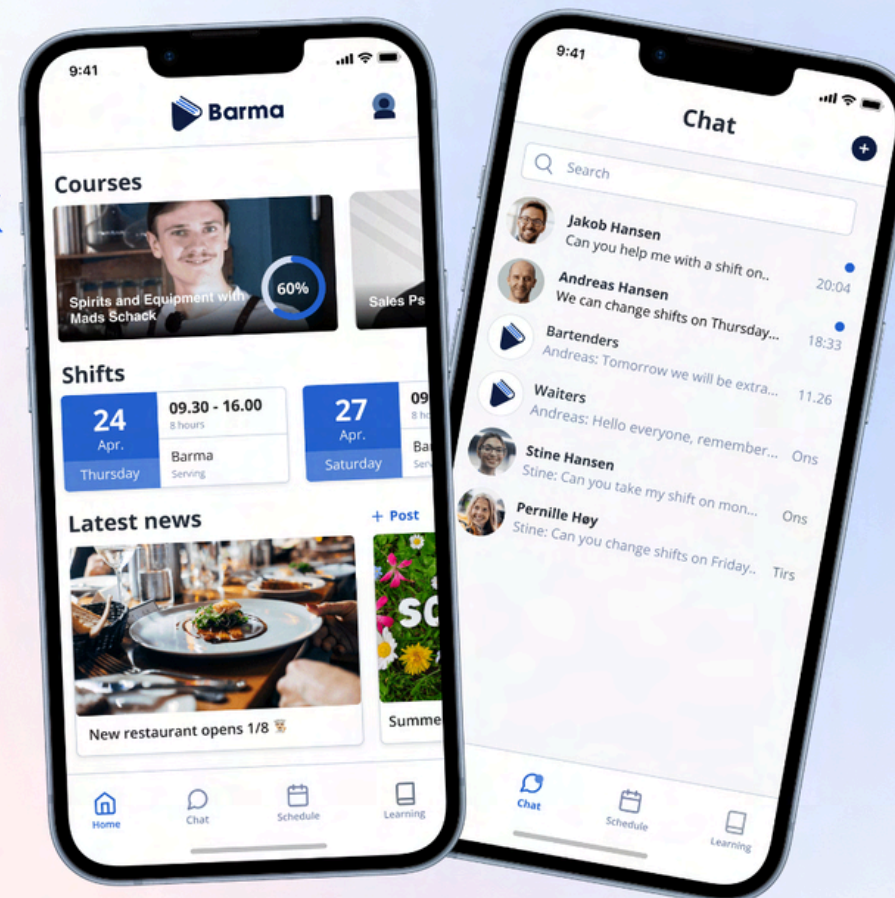 9:41
Barma
Courses
Spirits and Equipment with
Mads Schack
60%
Sales Ps
Shifts
24
Apr.
Thursday
09.30 - 16.00
8 hours
Barma
Serving
27
Apr.
Saturday
09
8 ho
Bar
Serv
Latest news
+ Post
New restaurant opens 1/8
Summe
Home
Chat
Schedule
Learning
9:41
Chat
Search
Jakob Hansen
Can you help me with a shift on..
20:04
Andreas Hansen
We can change shifts on Thursday...
18:33
Bartenders
Andreas: Tomorrow we will be extra...
11.26
Waiters
Andreas: Hello everyone, remember...
Ons
Stine Hansen
Stine: Can you take my shift on mon...
Ons
Pernille Høy
Stine: Can you change shifts on Friday..
Tirs
Chat
Schedule
Learning